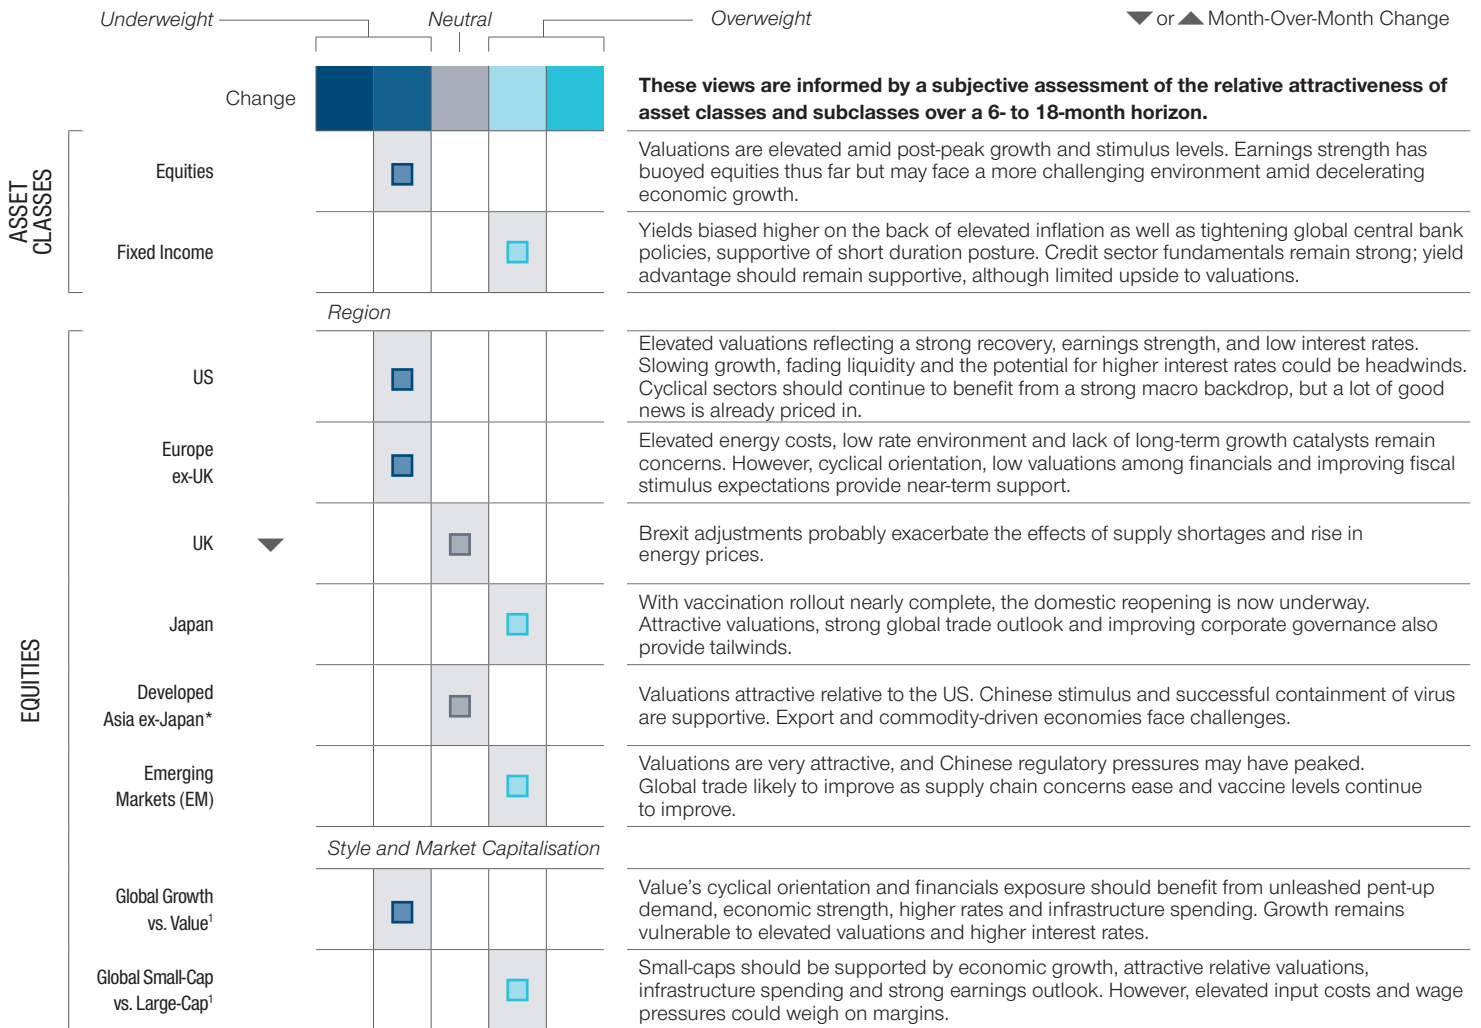 Underweight
Neutral
Overweight
▼ or ▲ Month-Over-Month Change
Change
These views are informed by a subjective assessment of the relative attractiveness of
asset classes and subclasses over a 6- to 18-month horizon.
ASSET
CLASSES
Equities
Valuations are elevated amid post-peak growth and stimulus levels. Earnings strength has
buoyed equities thus far but may face a more challenging environment amid decelerating
economic growth.
Fixed Income
Yields biased higher on the back of elevated inflation as well as tightening global central bank
policies, supportive of short duration posture. Credit sector fundamentals remain strong; yield
advantage should remain supportive, although limited upside to valuations.
Region
EQUITIES
US
Elevated valuations reflecting a strong recovery, earnings strength, and low interest rates.
Slowing growth, fading liquidity and the potential for higher interest rates could be headwinds.
Cyclical sectors should continue to benefit from a strong macro backdrop, but a lot of good
news is already priced in.
Europe
ex-UK
Elevated energy costs, low rate environment and lack of long-term growth catalysts remain
concerns. However, cyclical orientation, low valuations among financials and improving fiscal
stimulus expectations provide near-term support.
UK
▼
Brexit adjustments probably exacerbate the effects of supply shortages and rise in
energy prices.
Japan
With vaccination rollout nearly complete, the domestic reopening is now underway.
Attractive valuations, strong global trade outlook and improving corporate governance also
provide tailwinds.
Developed
Asia ex-Japan*
Valuations attractive relative to the US. Chinese stimulus and successful containment of virus
are supportive. Export and commodity-driven economies face challenges.
Emerging
Markets (EM)
Valuations are very attractive, and Chinese regulatory pressures may have peaked.
Global trade likely to improve as supply chain concerns ease and vaccine levels continue
to improve.
Style and Market Capitalisation
Global Growth
vs. Value¹
Value’s cyclical orientation and financials exposure should benefit from unleashed pent-up
demand, economic strength, higher rates and infrastructure spending. Growth remains
vulnerable to elevated valuations and higher interest rates.
Global Small-Cap
vs. Large-Cap¹
Small-caps should be supported by economic growth, attractive relative valuations,
infrastructure spending and strong earnings outlook. However, elevated input costs and wage
pressures could weigh on margins.